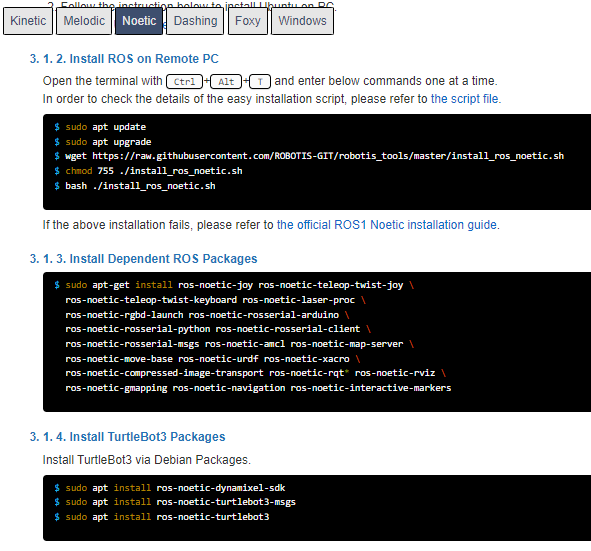 2. Follow the instruction below to install Ubuntu on PC.
Kinetic Melodic Noetic Dashing Foxy Windows
3. 1. 2. Install ROS on Remote PC
Open the terminal with Ctrl + Alt + T and enter below commands one at a time.
In order to check the details of the easy installation script, please refer to the script file.
$ sudo apt update
$ sudo apt upgrade
$ wget https://raw.githubusercontent.com/ROBOTIS-GIT/robotis_tools/master/install_ros_noetic.sh
$ chmod 755 ./install_ros_noetic.sh
$ bash ./install_ros_noetic.sh
If the above installation fails, please refer to the official ROS1 Noetic installation guide.
3. 1. 3. Install Dependent ROS Packages
$ sudo apt-get install ros-noetic-joy ros-noetic-teleop-twist-joy \
ros-noetic-teleop-twist-keyboard ros-noetic-laser-proc \
ros-noetic-rgbd-launch ros-noetic-rosserial-arduino \
ros-noetic-rosserial-python ros-noetic-rosserial-client \
ros-noetic-rosserial-msgs ros-noetic-amcl ros-noetic-map-server \
ros-noetic-move-base ros-noetic-urdf ros-noetic-xacro \
ros-noetic-compressed-image-transport ros-noetic-rqt* ros-noetic-rviz \
ros-noetic-gmapping ros-noetic-navigation ros-noetic-interactive-markers
3. 1. 4. Install TurtleBot3 Packages
Install TurtleBot3 via Debian Packages.
$ sudo apt install ros-noetic-dynamixel-sdk
$ sudo apt install ros-noetic-turtlebot3-msgs
$ sudo apt install ros-noetic-turtlebot3